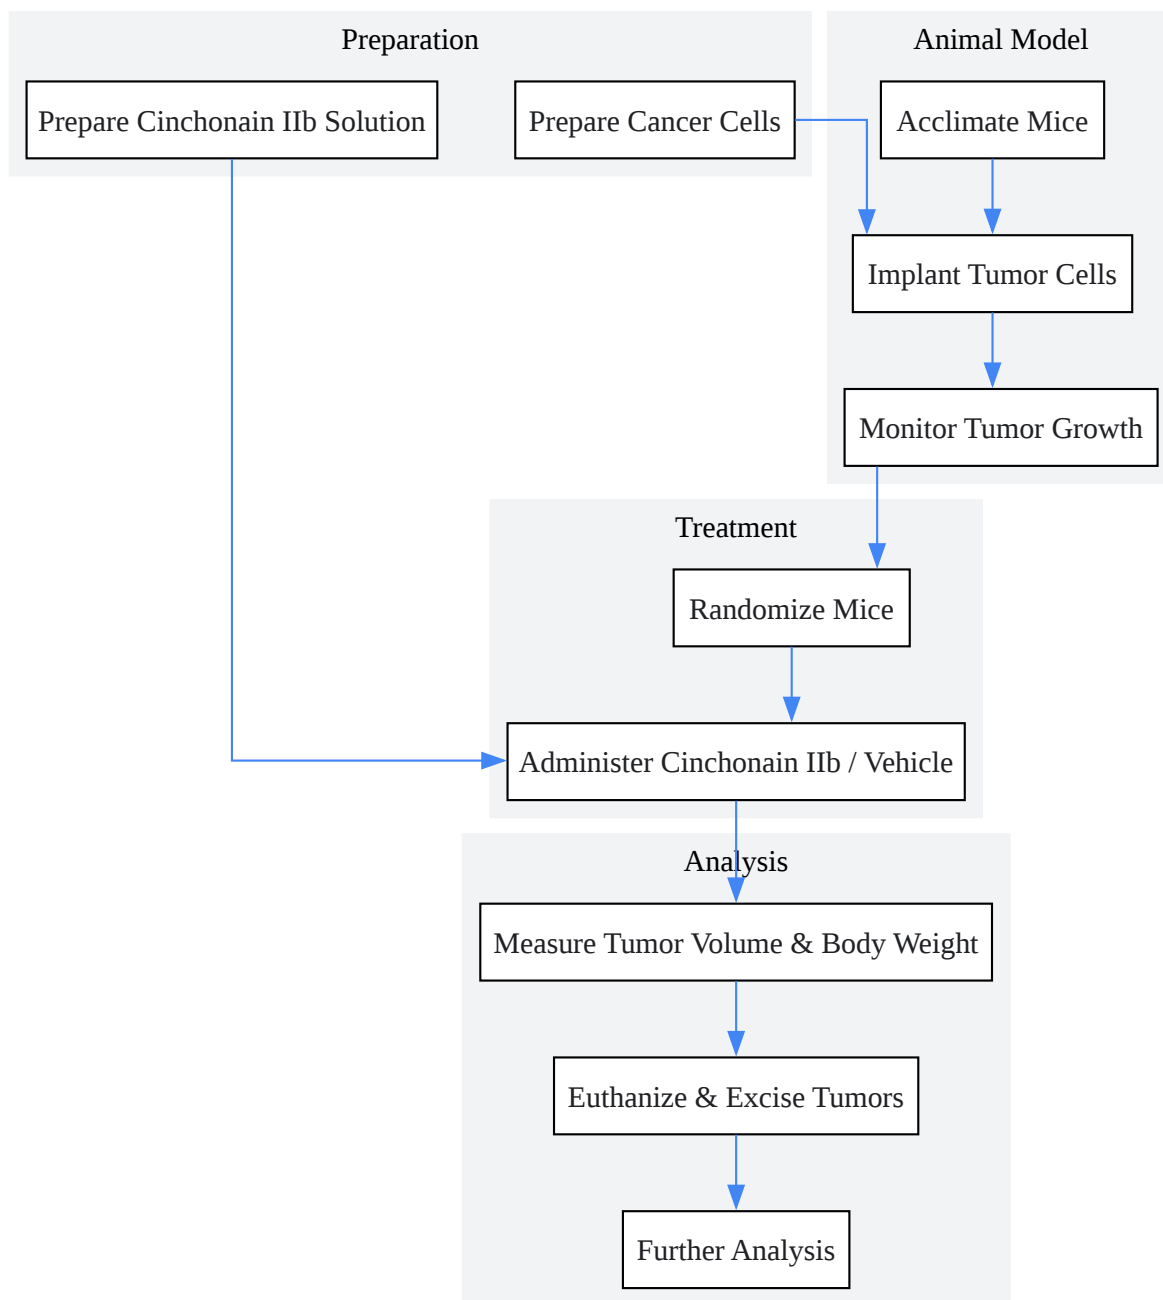 Preparation
Prepare Cinchonain IIb Solution
Prepare Cancer Cells
Animal Model
Acclimate Mice
Implant Tumor Cells
Monitor Tumor Growth
Treatment
Randomize Mice
Administer Cinchonain IIb / Vehicle
Analysis
Measure Tumor Volume & Body Weight
Euthanize & Excise Tumors
Further Analysis